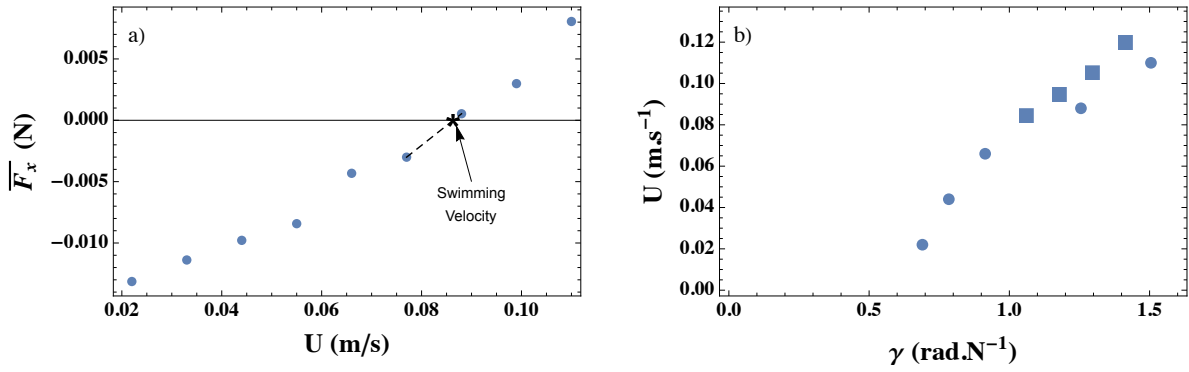 a)
0.005
0.000
−0.005
−0.010
F̅x̅ (N)
Swimming
Velocity
0.02 0.04 0.06 0.08 0.10
U (m/s)
b)
0.12
0.10
0.08
0.06
0.04
0.02
0.00
U (m.s⁻¹)
0.0 0.5 1.0 1.5
γ (rad.N⁻¹)